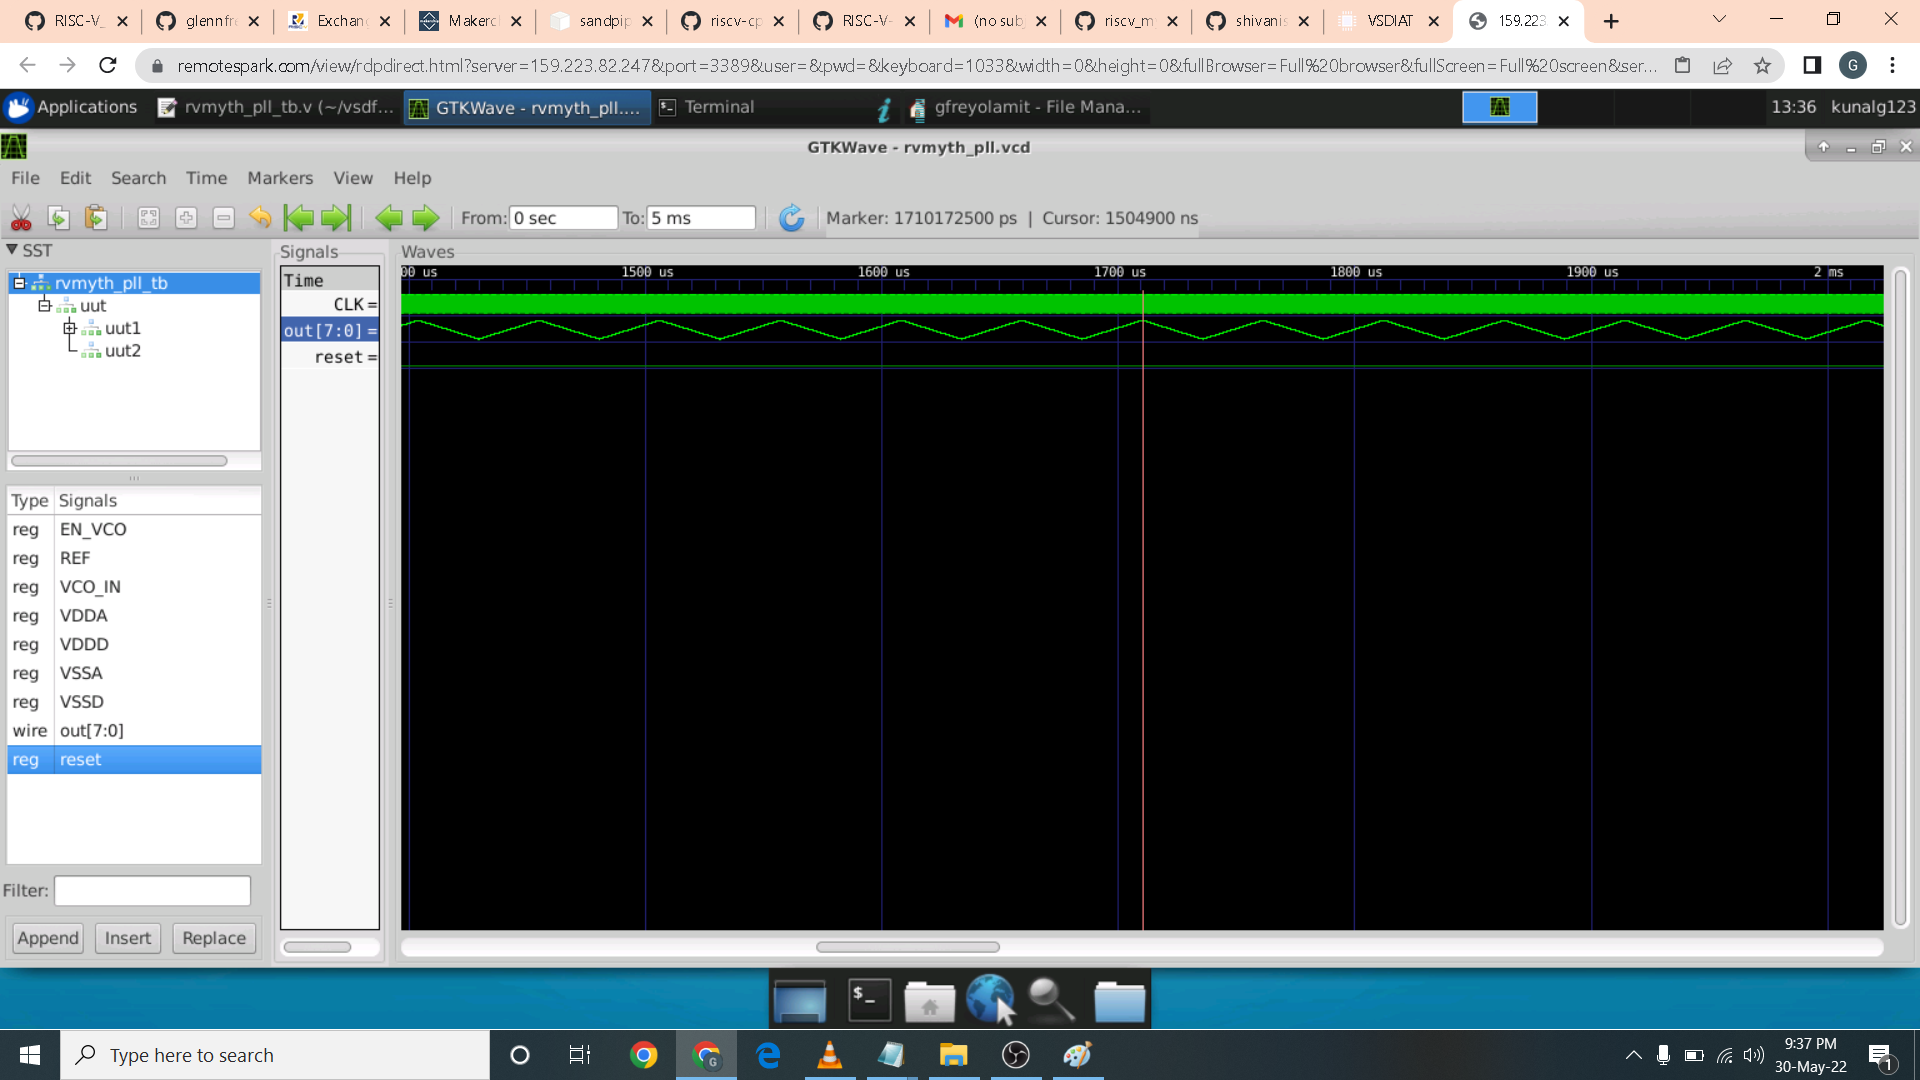 RISC-V_
glennfre
Exchan
Makerch
sandpip
riscv-cp
RISC-V-
(no subj
riscv_my
shivanis
VSDIAT
159.223.
remotespark.com/view/rdpdirect.html?server=159.223.82.247&port=3389&user=&pwd=&keyboard=1033&width=0&height=0&fullBrowser=Full%20browser&fullScreen=Full%20screen&ser...
G
Applications
rvmyth_pll_tb.v (~/vsdf...
GTKWave - rvmyth_pll....
Terminal
gfreyolamit - File Mana...
13:36 kunalg123
GTKWave - rvmyth_pll.vcd
File Edit Search Time Markers View Help
From: 0 sec To: 5 ms Marker: 1710172500 ps | Cursor: 1504900 ns
SST
rvmyth_pll_tb
uut
uut1
uut2
Type Signals
reg EN_VCO
reg REF
reg VCO_IN
reg VDDA
reg VDDD
reg VSSA
reg VSSD
wire out[7:0]
reg reset
Filter:
Append Insert Replace
Signals
Time
CLK=
out[7:0]=
reset=
Waves
00 us 1500 us 1600 us 1700 us 1800 us 1900 us 2 ms
$_
Type here to search
G
9:37 PM
30-May-22
1